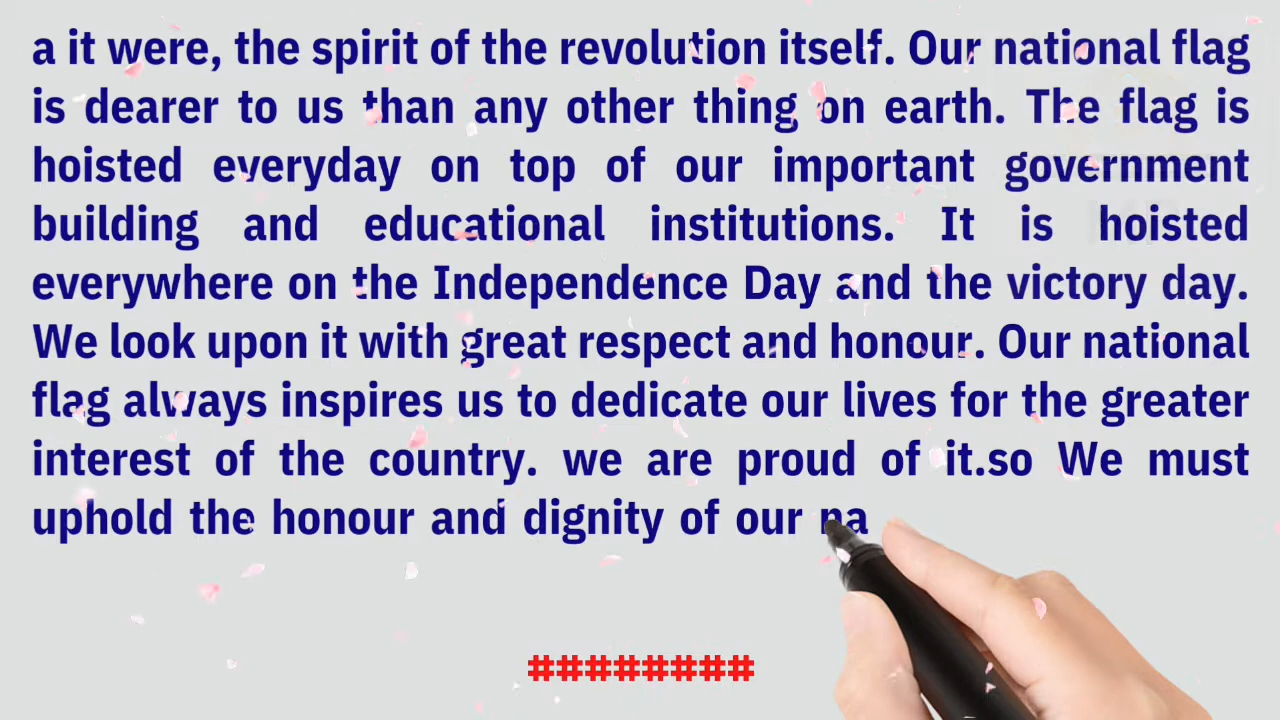 a it were, the spirit of the revolution itself. Our national flag
is dearer to us than any other thing on earth. The flag is
hoisted everyday on top of our important government
building and educational institutions. It is hoisted
everywhere on the Independence Day and the victory day.
We look upon it with great respect and honour. Our national
flag always inspires us to dedicate our lives for the greater
interest of the country. we are proud of it.so We must
uphold the honour and dignity of our na
########